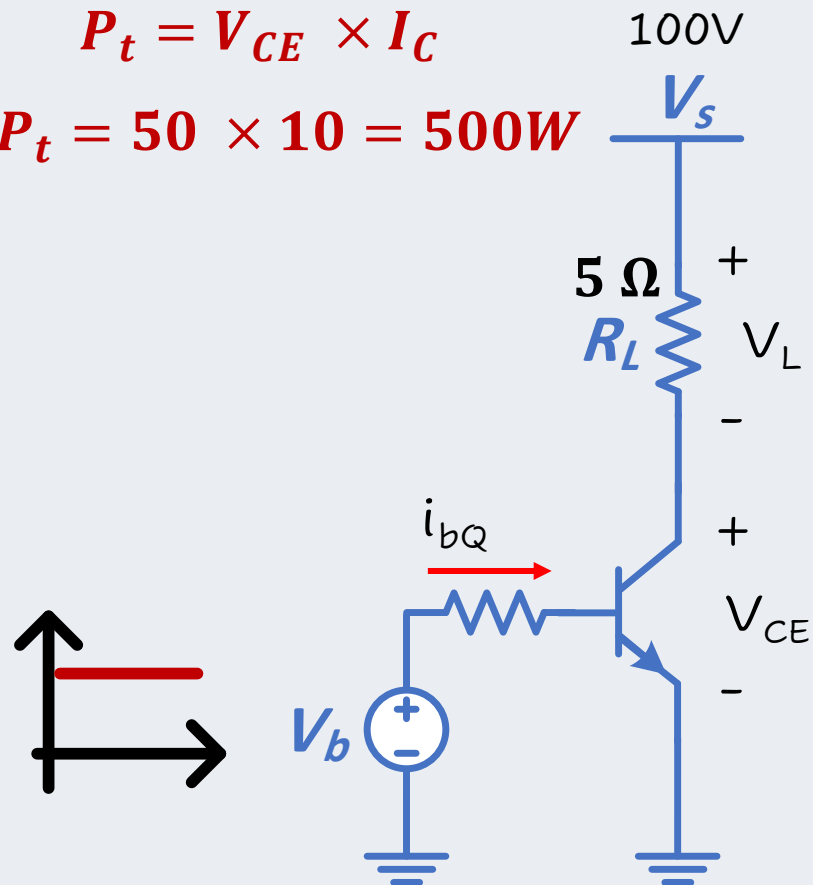 P_t = V_CE × I_C
100V
P_t = 50 × 10 = 500W
V_s
+
5 Ω
R_L
V_L
-
i_bQ
+
V_CE
-
V_b
+
-